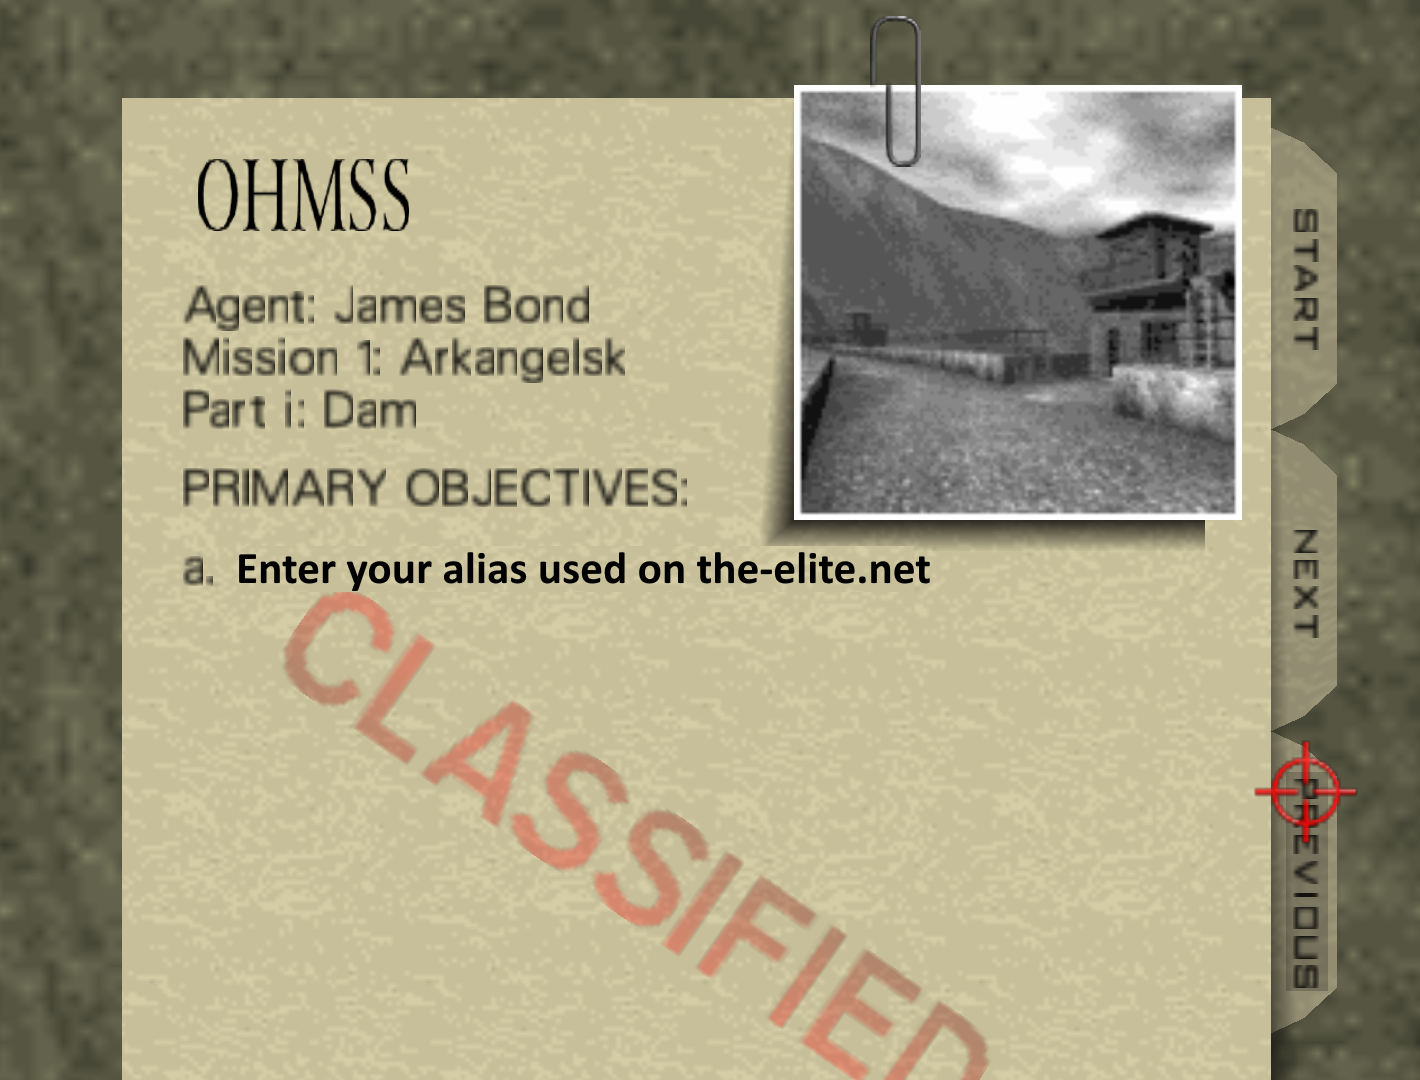 OHMSS
Agent: James Bond
Mission 1: Arkangelsk
Part i: Dam
PRIMARY OBJECTIVES:
a. Enter your alias used on the-elite.net
CLASSIFIED
START
NEXT
PREVIOUS